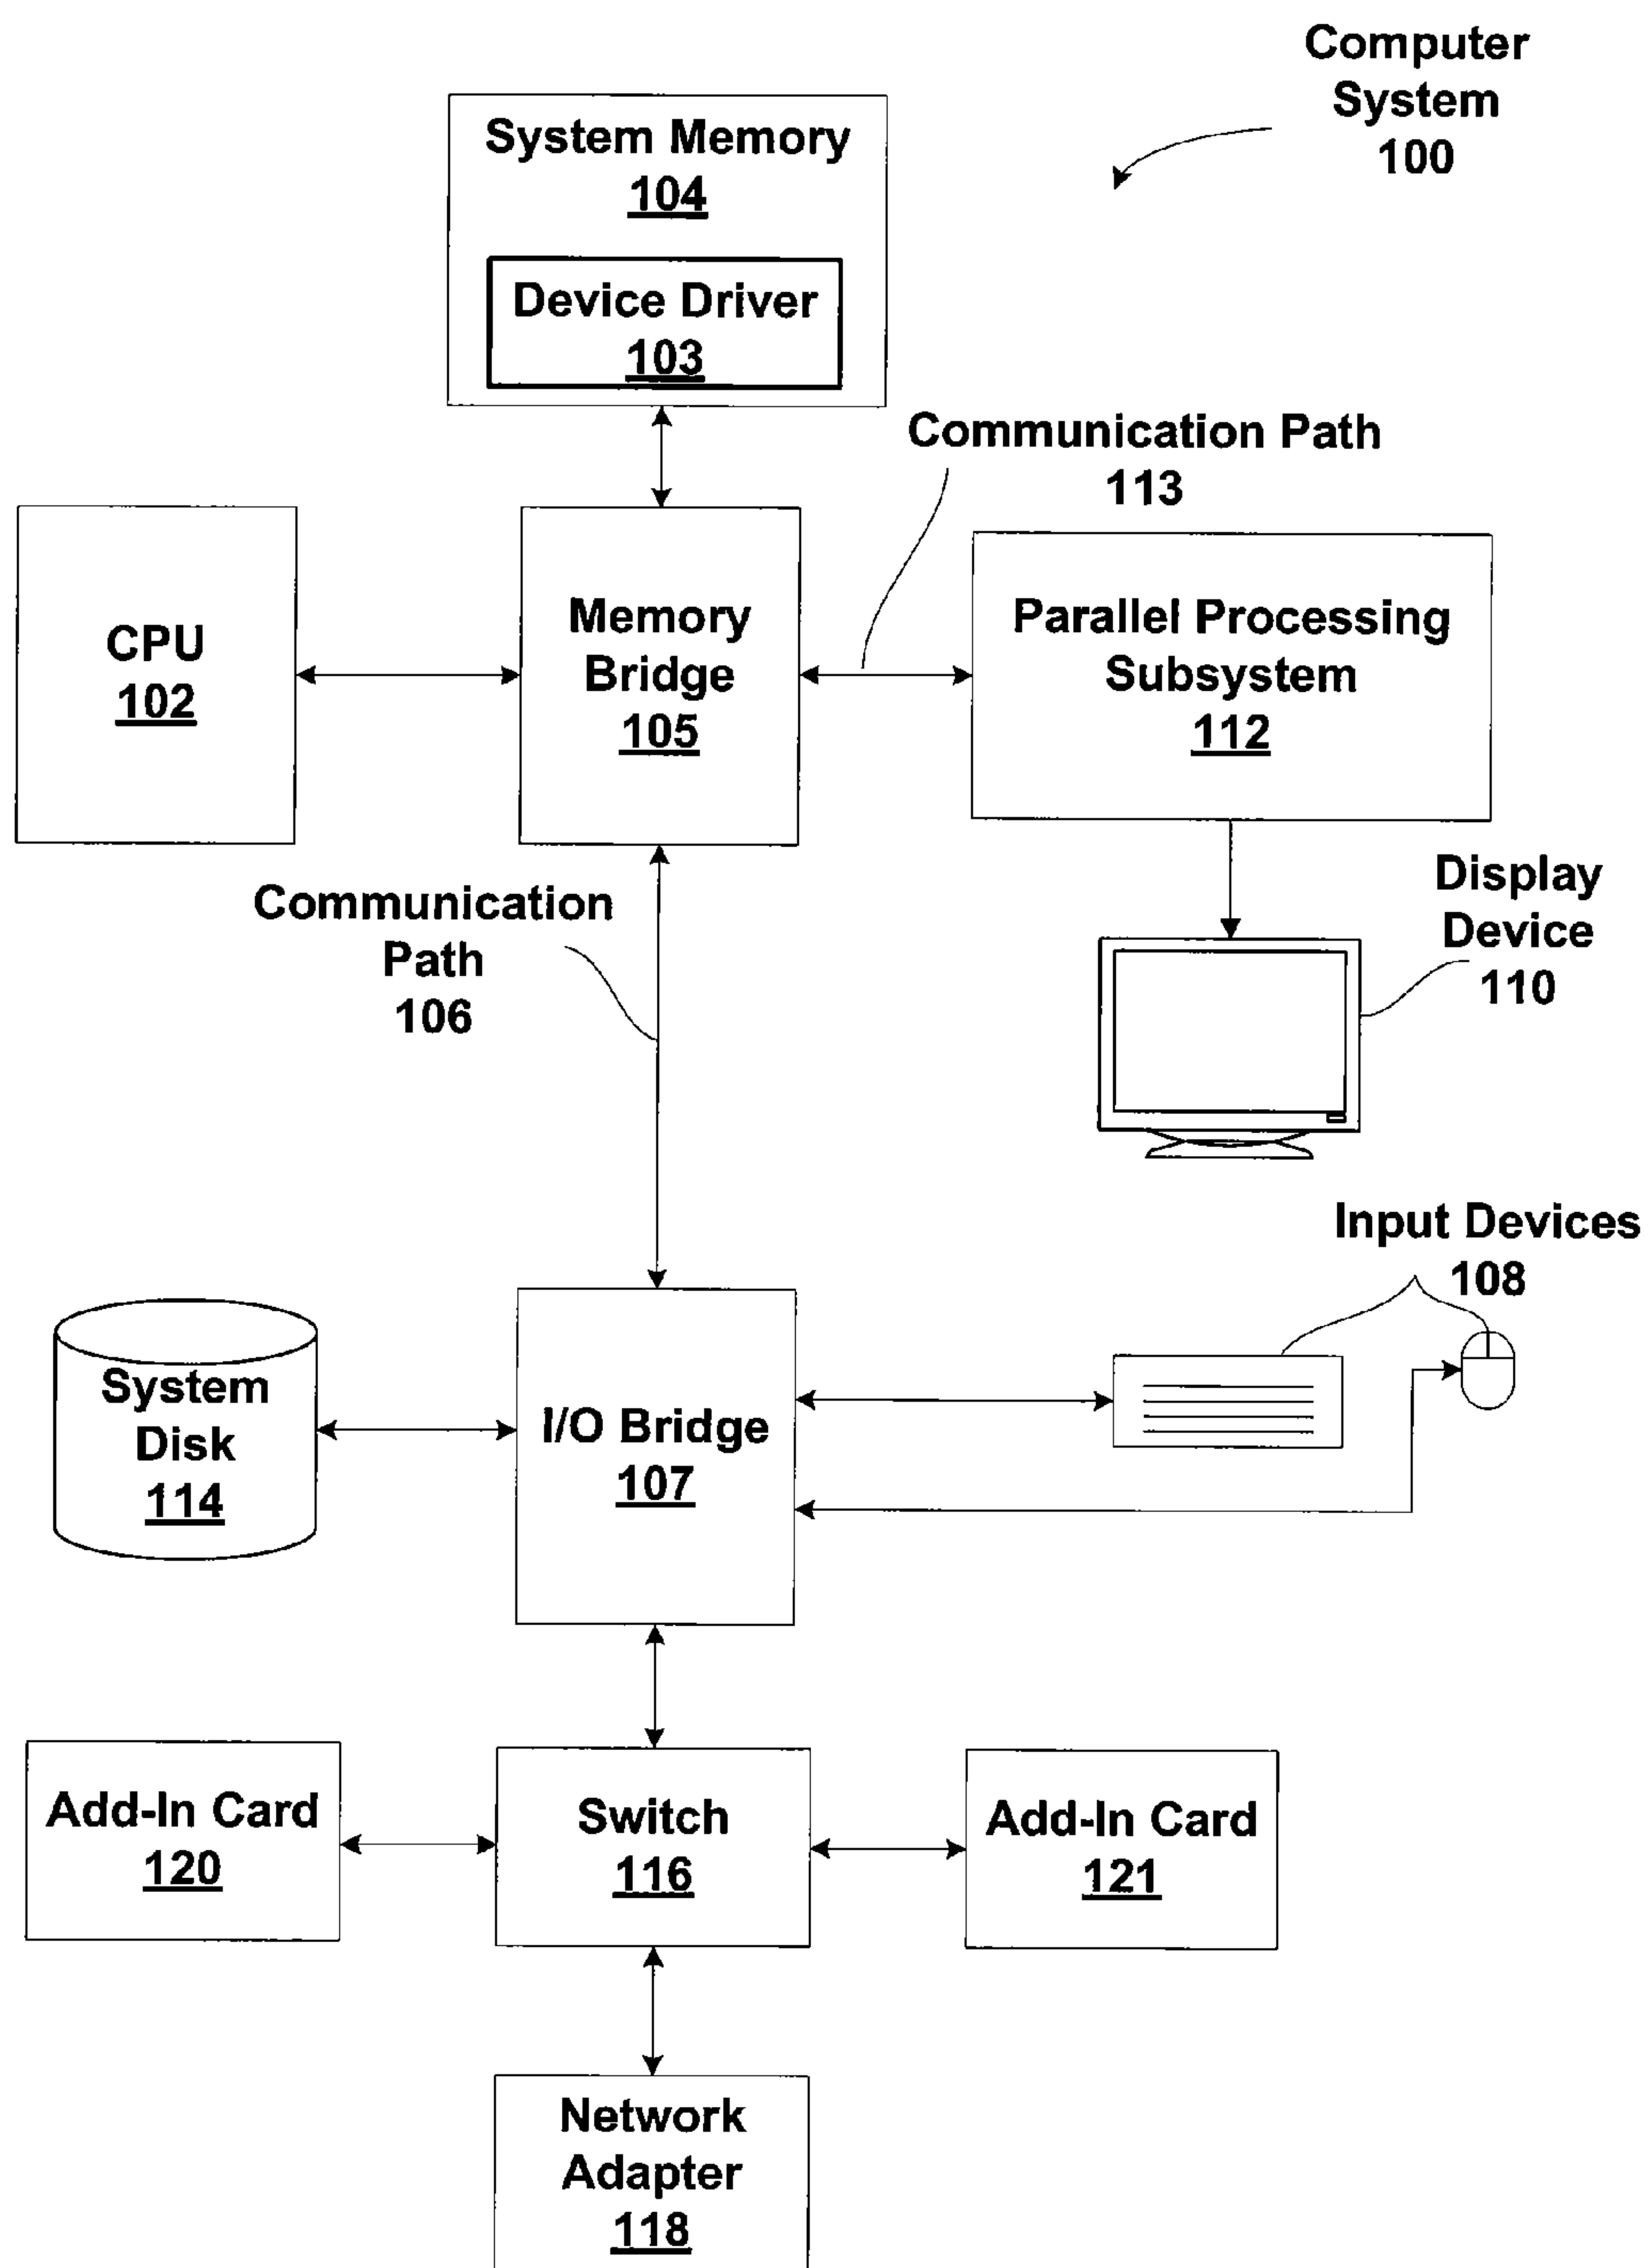 Computer
System
100
System Memory
104
Device Driver
103
Communication Path
113
CPU
102
Memory
Bridge
105
Parallel Processing
Subsystem
112
Communication
Path
106
Display
Device
110
Input Devices
108
System
Disk
114
I/O Bridge
107
Add-In Card
120
Switch
116
Add-In Card
121
Network
Adapter
118